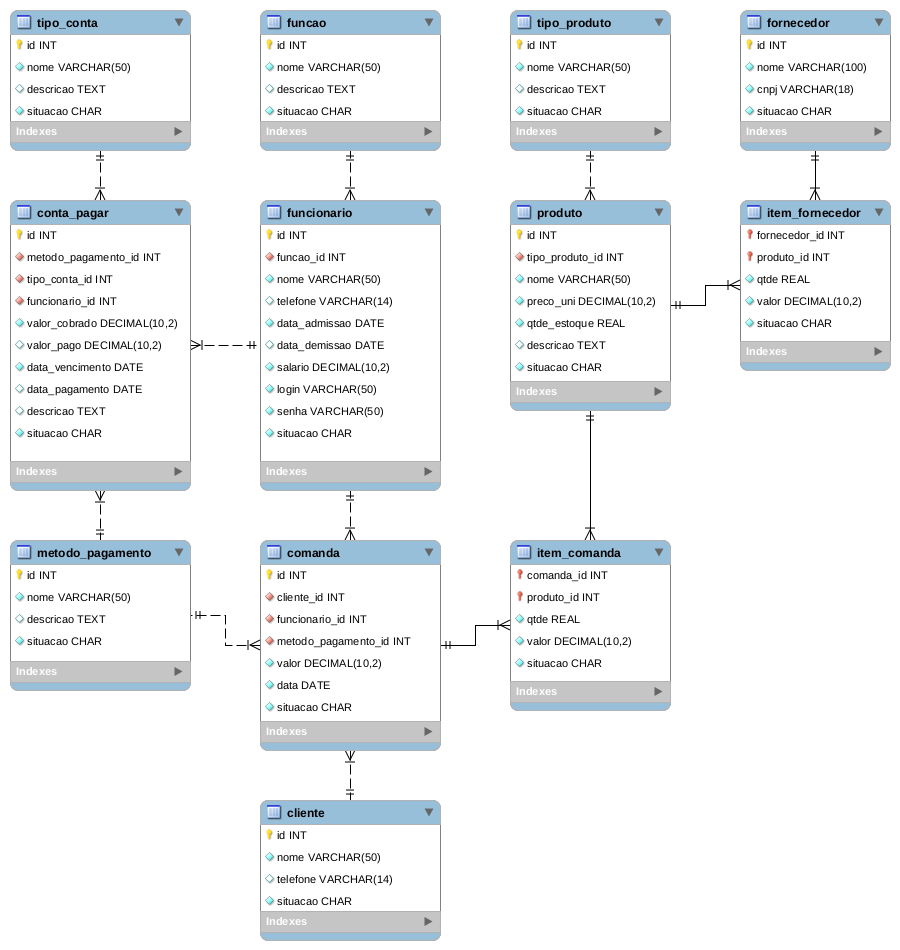 tipo_conta
id INT
nome VARCHAR(50)
descricao TEXT
situacao CHAR
Indexes
funcao
id INT
nome VARCHAR(50)
descricao TEXT
situacao CHAR
Indexes
tipo_produto
id INT
nome VARCHAR(50)
descricao TEXT
situacao CHAR
Indexes
fornecedor
id INT
nome VARCHAR(100)
cnpj VARCHAR(18)
situacao CHAR
Indexes
conta_pagar
id INT
metodo_pagamento_id INT
tipo_conta_id INT
funcionario_id INT
valor_cobrado DECIMAL(10,2)
valor_pago DECIMAL(10,2)
data_vencimento DATE
data_pagamento DATE
descricao TEXT
situacao CHAR
Indexes
funcionario
id INT
funcao_id INT
nome VARCHAR(50)
telefone VARCHAR(14)
data_admissao DATE
data_demissao DATE
salario DECIMAL(10,2)
login VARCHAR(50)
senha VARCHAR(50)
situacao CHAR
Indexes
produto
id INT
tipo_produto_id INT
nome VARCHAR(50)
preco_uni DECIMAL(10,2)
qtde_estoque REAL
descricao TEXT
situacao CHAR
Indexes
item_fornecedor
fornecedor_id INT
produto_id INT
qtde REAL
valor DECIMAL(10,2)
situacao CHAR
Indexes
metodo_pagamento
id INT
nome VARCHAR(50)
descricao TEXT
situacao CHAR
Indexes
comanda
id INT
cliente_id INT
funcionario_id INT
metodo_pagamento_id INT
valor DECIMAL(10,2)
data DATE
situacao CHAR
Indexes
item_comanda
comanda_id INT
produto_id INT
qtde REAL
valor DECIMAL(10,2)
situacao CHAR
Indexes
cliente
id INT
nome VARCHAR(50)
telefone VARCHAR(14)
situacao CHAR
Indexes